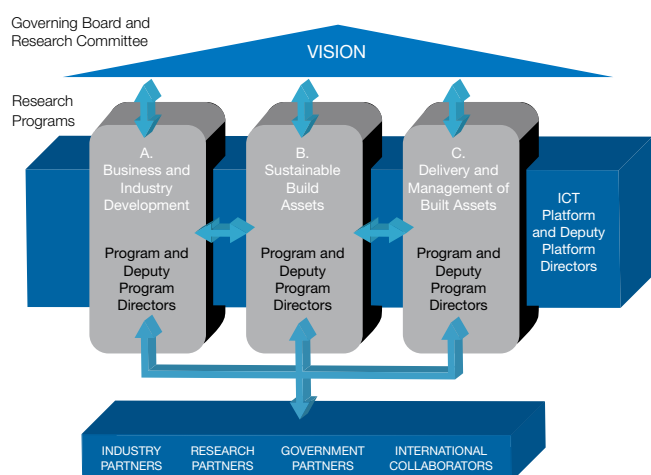 Governing Board and
Research Committee
VISION
Research
Programs
A.
Business and
Industry
Development
Program and
Deputy
Program
Directors
B.
Sustainable
Build
Assets
Program and
Deputy
Program
Directors
C.
Delivery and
Management of
Built Assets
Program and
Deputy
Program
Directors
ICT
Platform
and Deputy
Platform
Directors
INDUSTRY
PARTNERS
RESEARCH
PARTNERS
GOVERNMENT
PARTNERS
INTERNATIONAL
COLLABORATORS